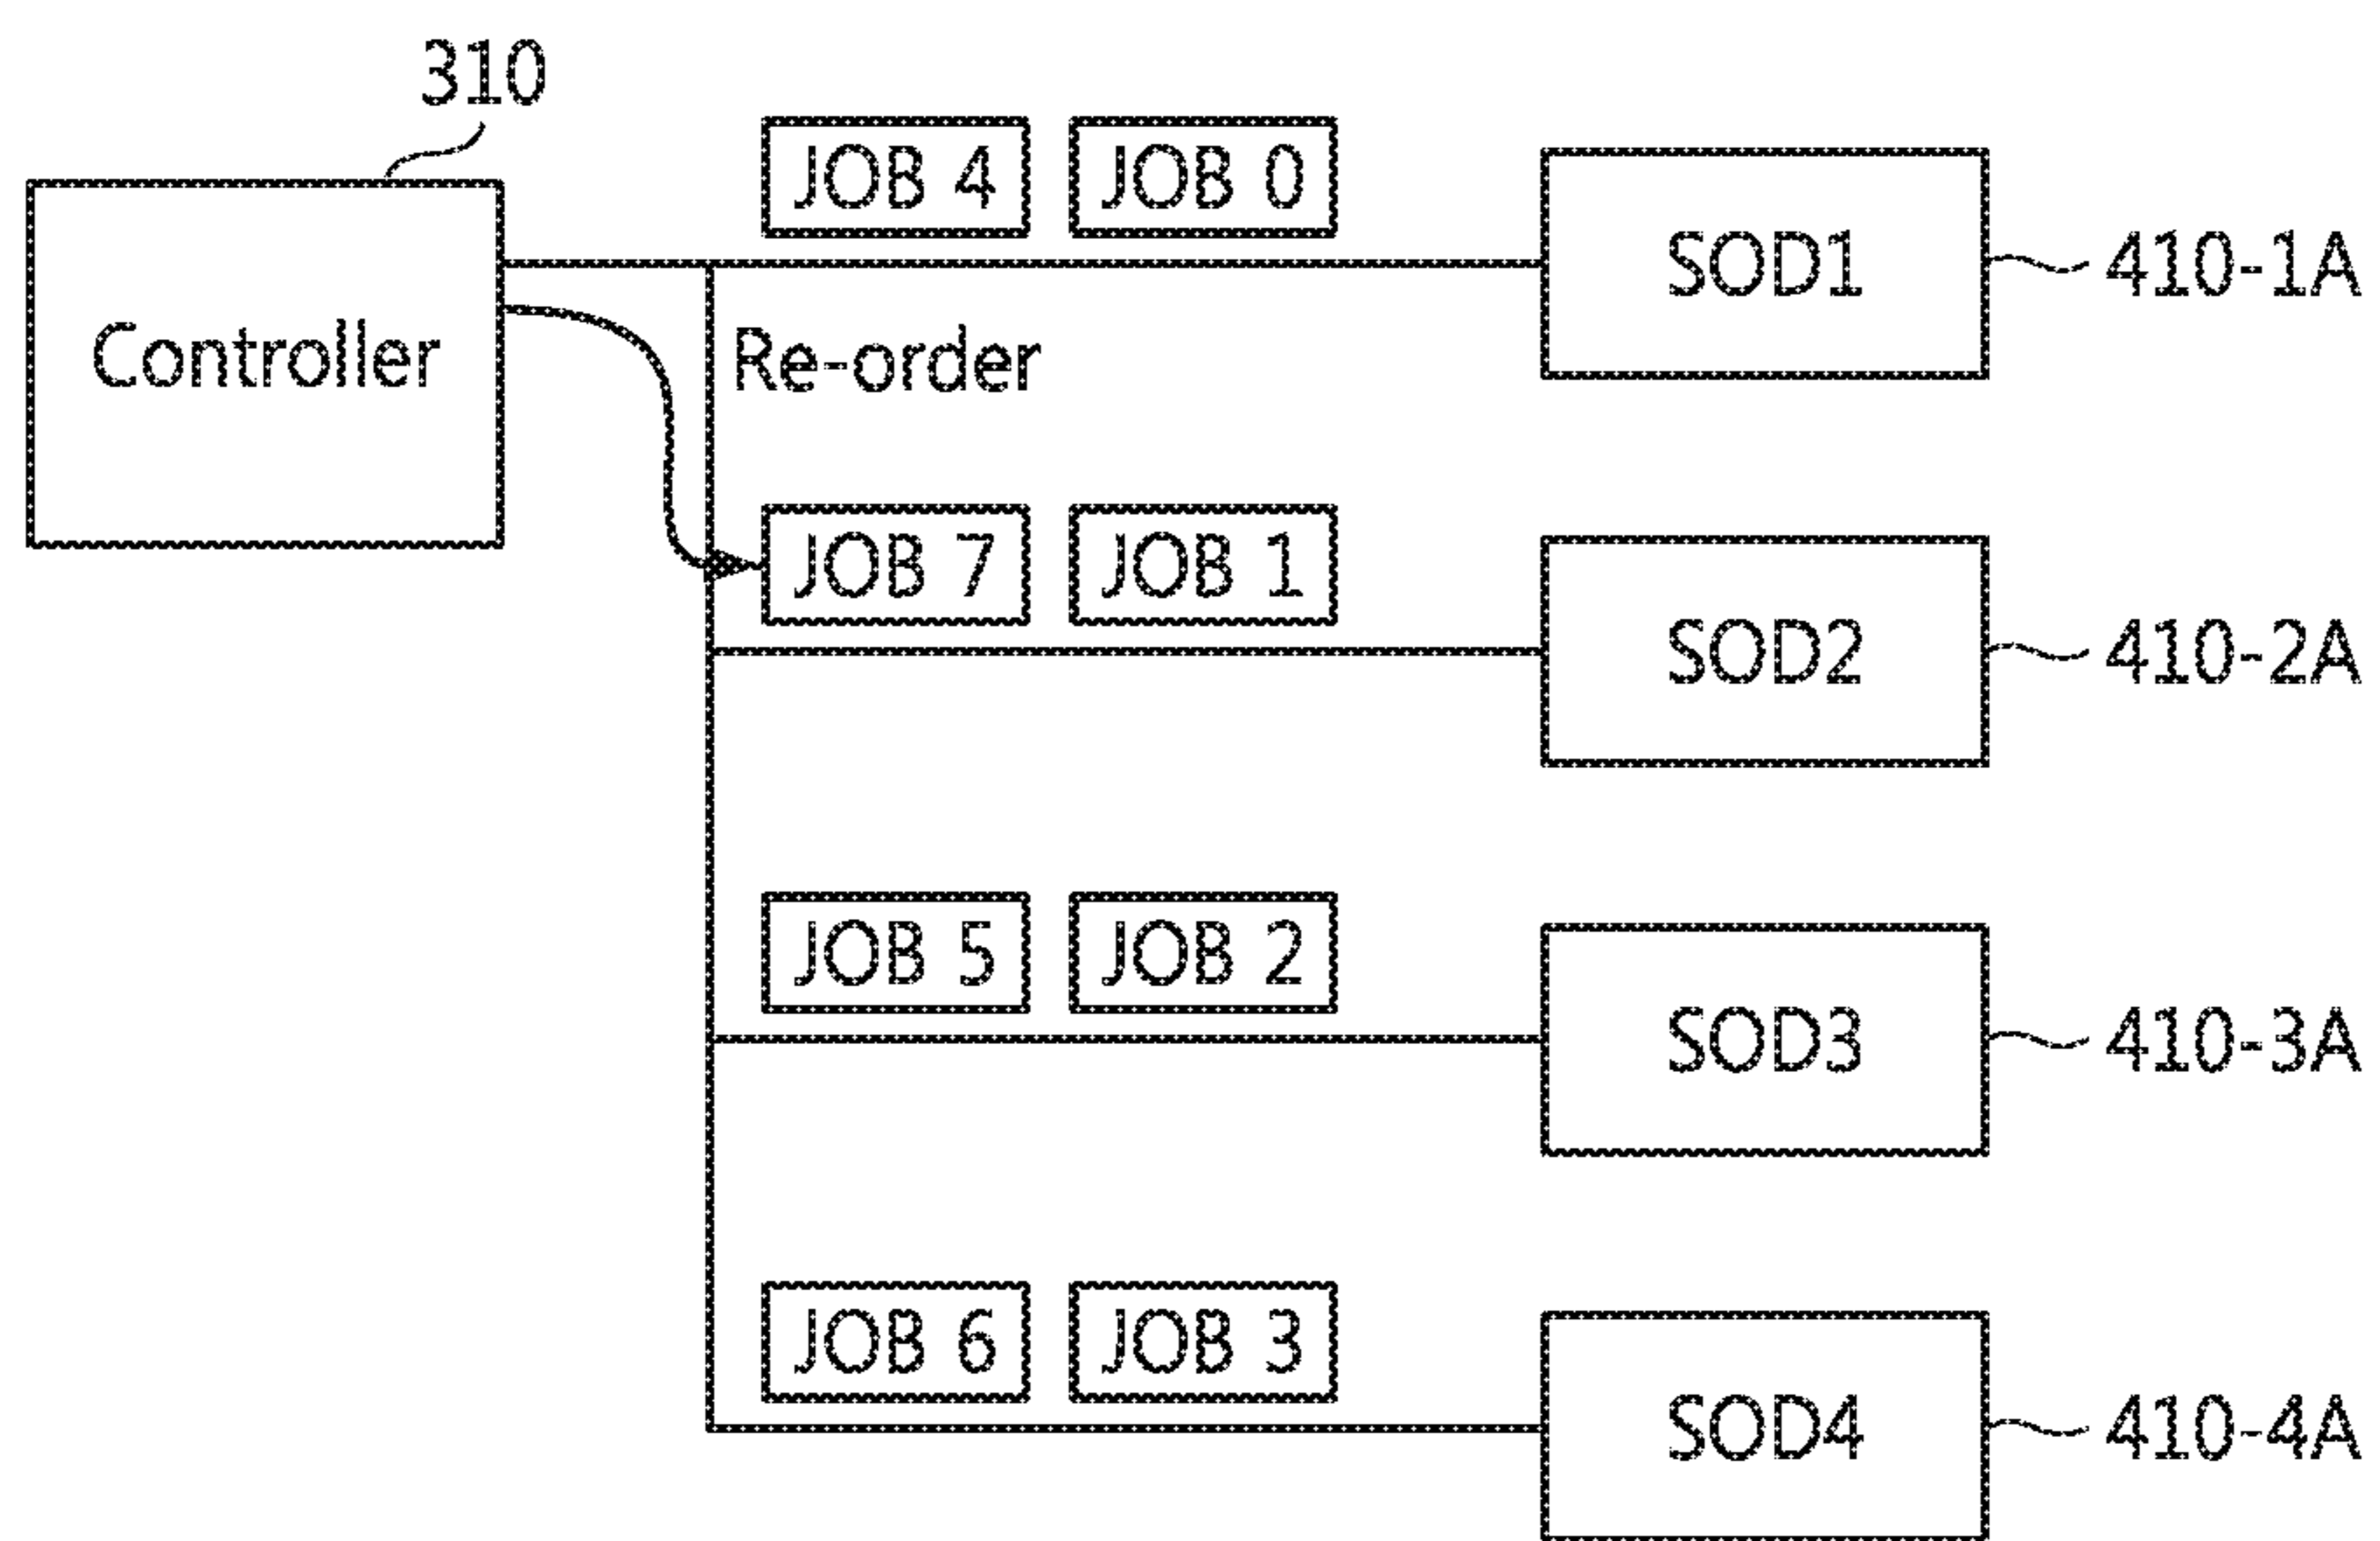 310
JOB 4 JOB 0
SOD1 410-1A
Controller Re-order
JOB 7 JOB 1
SOD2 410-2A
JOB 5 JOB 2
SOD3 410-3A
JOB 6 JOB 3
SOD4 410-4A